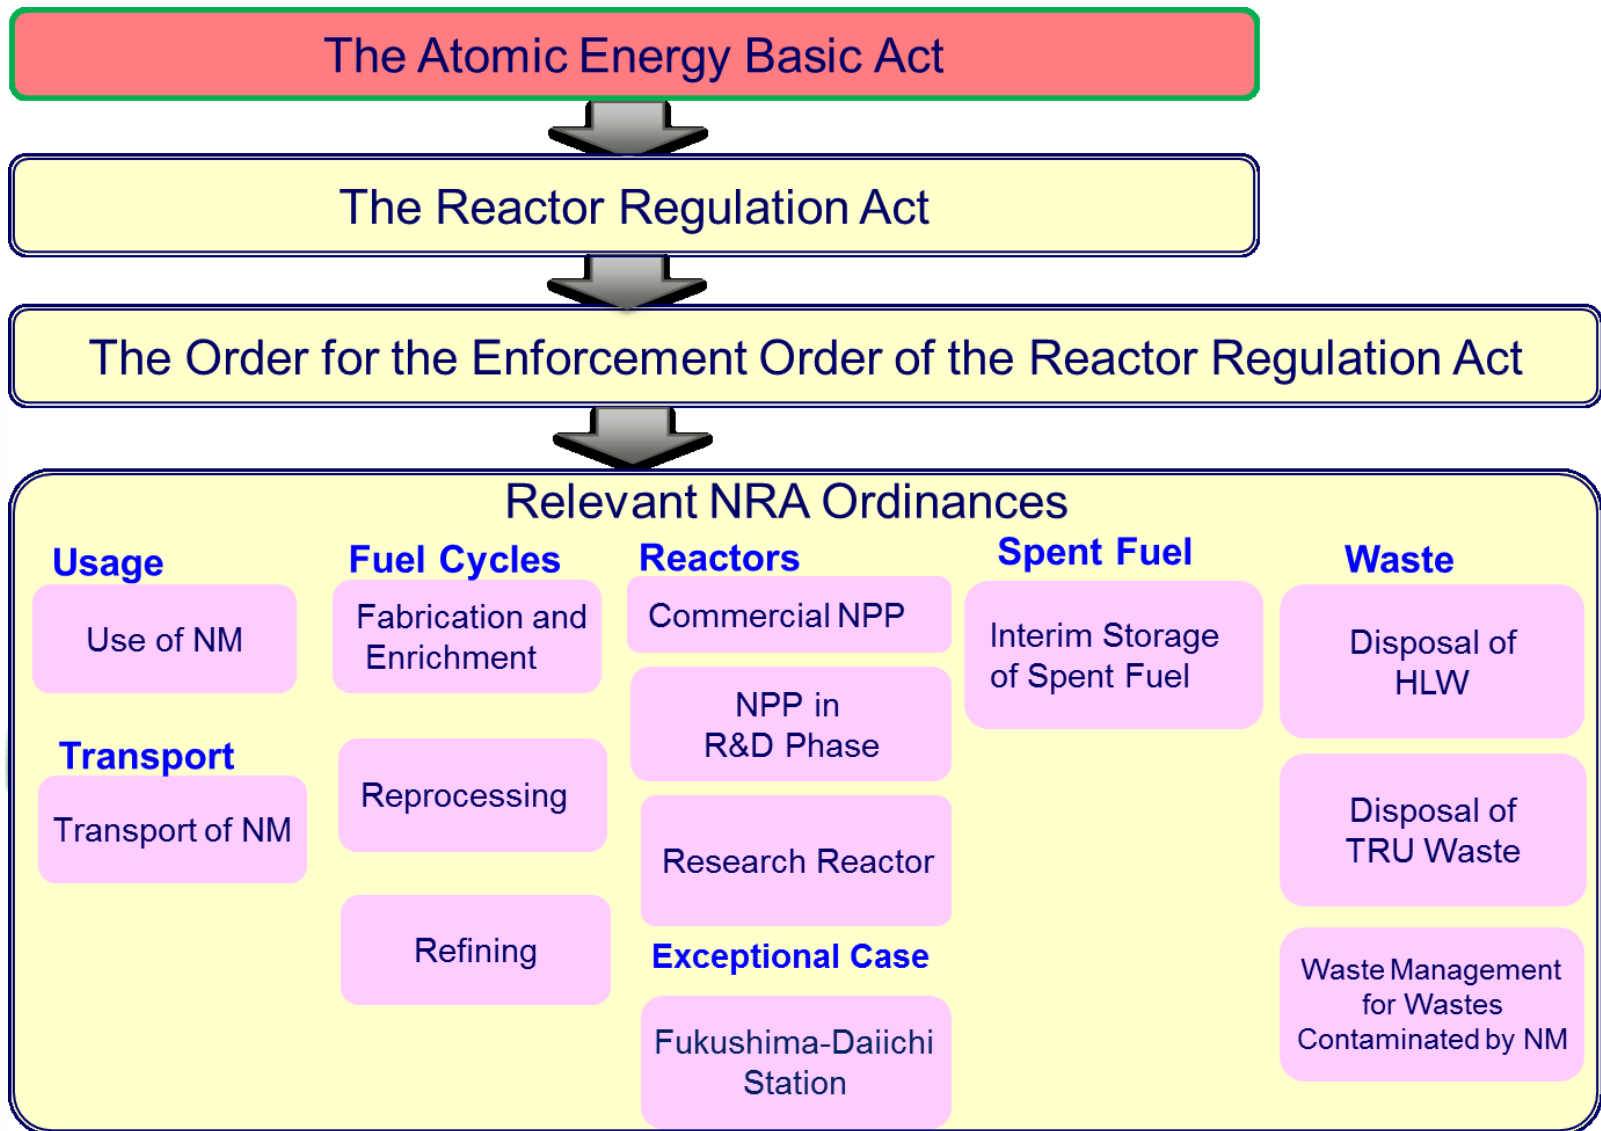 The Atomic Energy Basic Act
The Reactor Regulation Act
The Order for the Enforcement Order of the Reactor Regulation Act
Relevant NRA Ordinances
Usage
Use of NM
Transport
Transport of NM
Fuel Cycles
Fabrication and
Enrichment
Reprocessing
Refining
Reactors
Commercial NPP
NPP in
R&D Phase
Research Reactor
Exceptional Case
Fukushima-Daiichi
Station
Spent Fuel
Interim Storage
of Spent Fuel
Waste
Disposal of
HLW
Disposal of
TRU Waste
Waste Management
for Wastes
Contaminated by NM